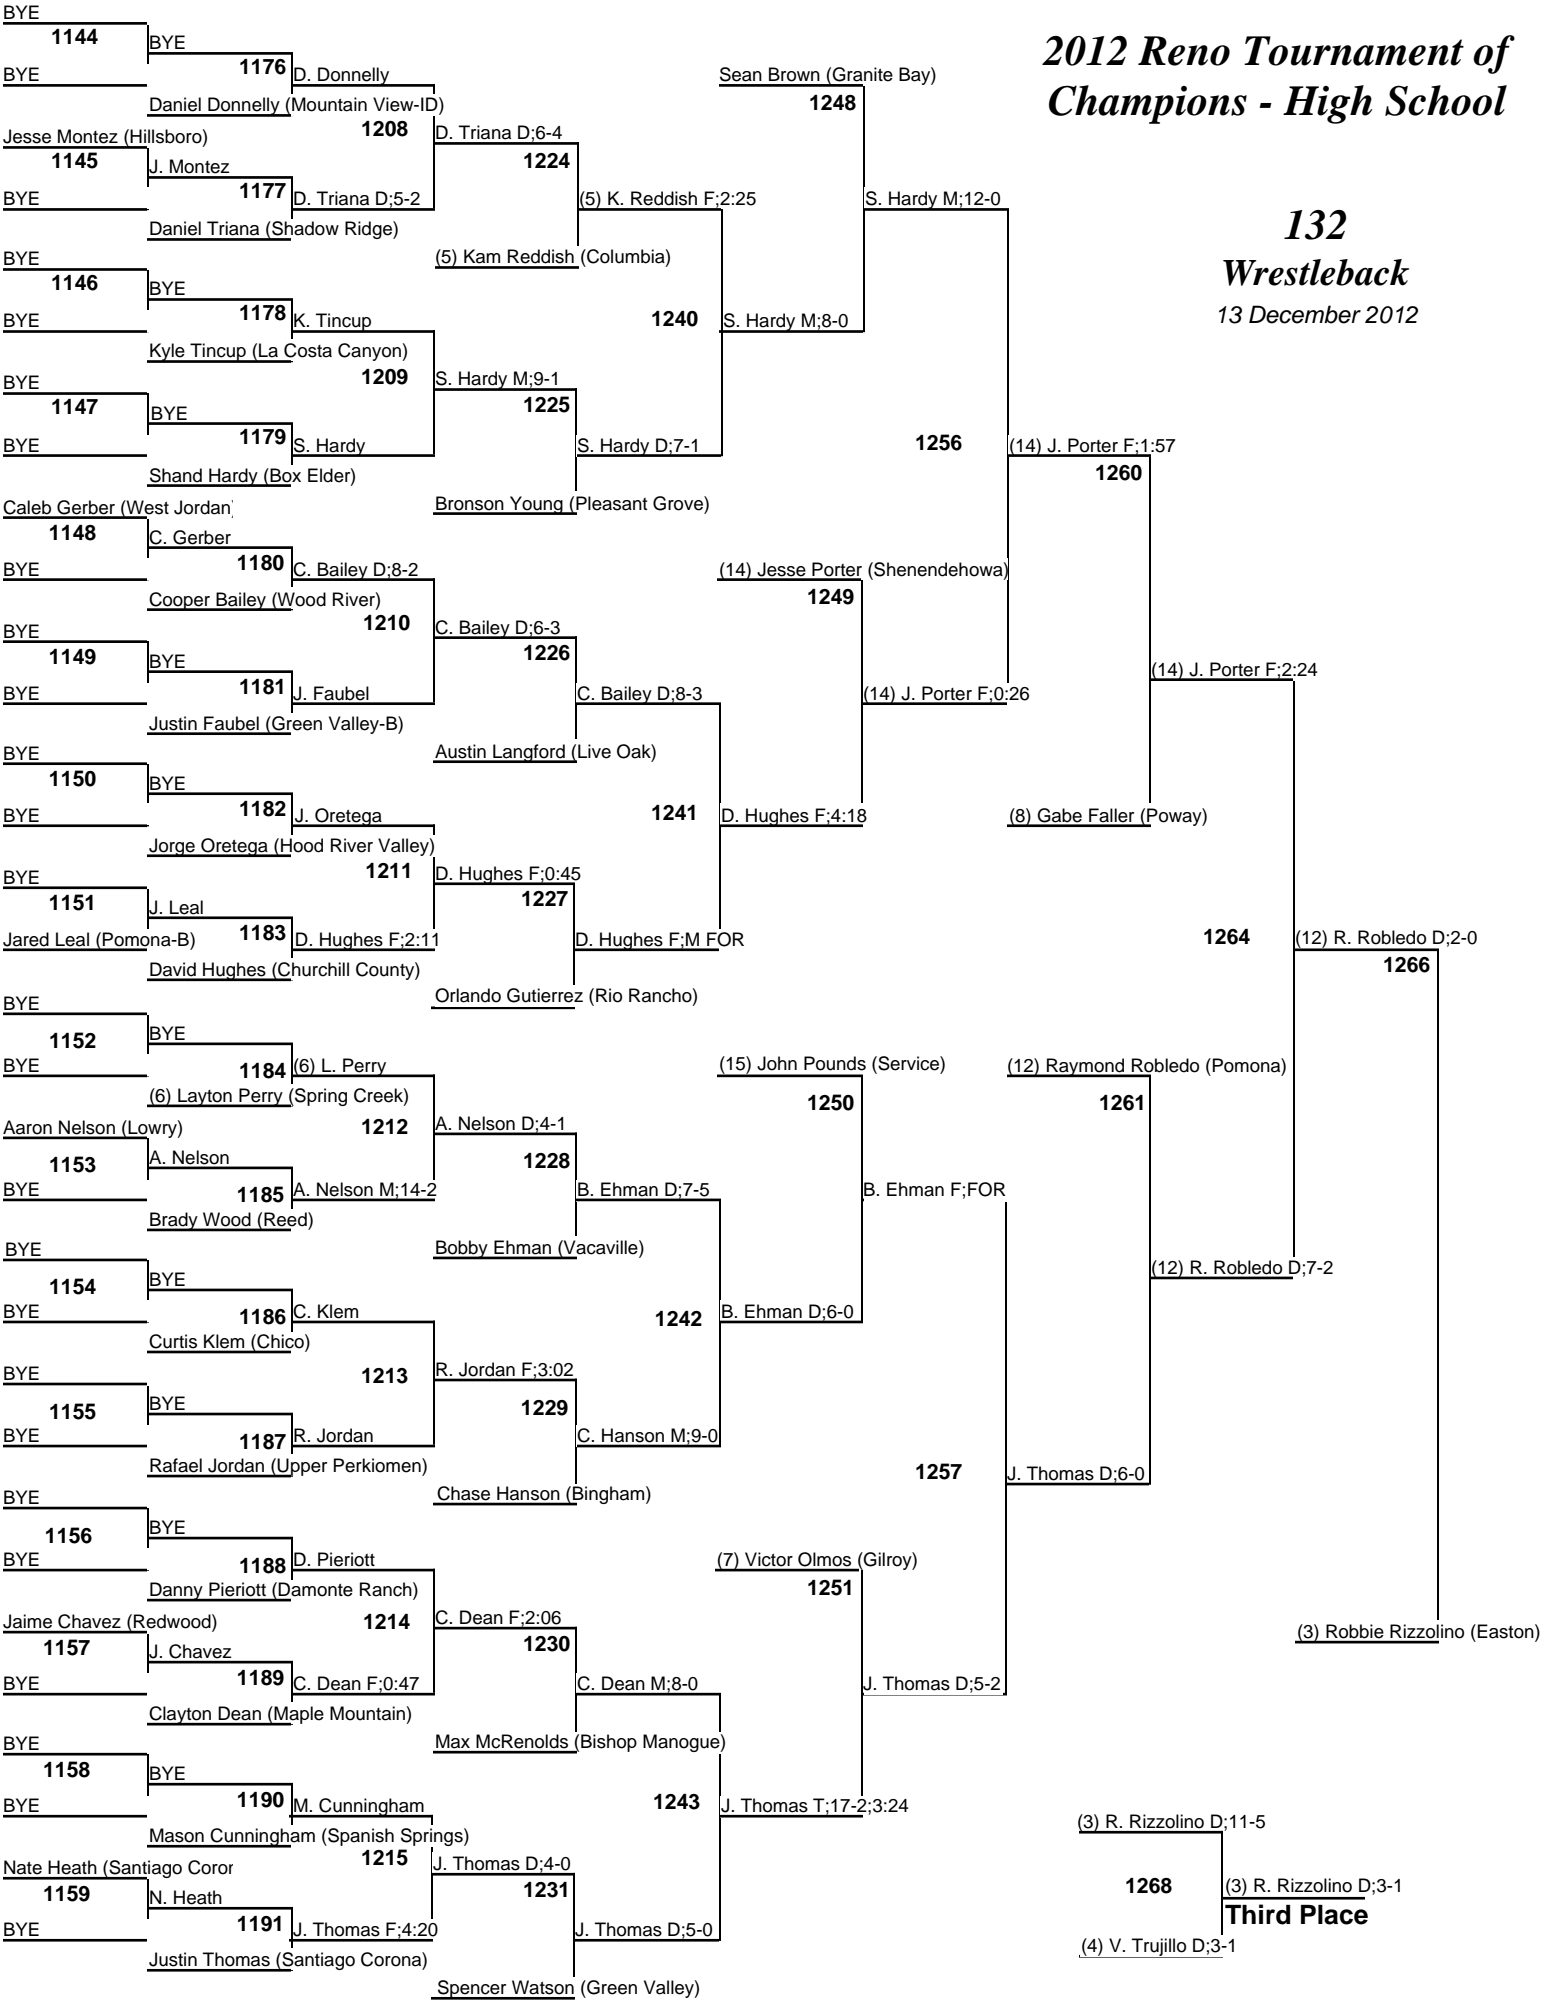 2012 Reno Tournament of
Champions - High School
132
Wrestleback
13 December 2012
BYE
1144
BYE
BYE
1176
D. Donnelly
Daniel Donnelly (Mountain View-ID)
1208
D. Triana D;6-4
Jesse Montez (Hillsboro)
1145
J. Montez
BYE
1177
D. Triana D;5-2
Daniel Triana (Shadow Ridge)
1224
(5) K. Reddish F;2:25
(5) Kam Reddish (Columbia)
BYE
1146
BYE
BYE
1178
K. Tincup
Kyle Tincup (La Costa Canyon)
1209
S. Hardy M;9-1
BYE
1147
BYE
BYE
1179
S. Hardy
Shand Hardy (Box Elder)
1225
S. Hardy D;7-1
Bronson Young (Pleasant Grove)
1240
S. Hardy M;8-0
Sean Brown (Granite Bay)
1248
S. Hardy M;12-0
Caleb Gerber (West Jordan)
1148
C. Gerber
BYE
1180
C. Bailey D;8-2
Cooper Bailey (Wood River)
1210
C. Bailey D;6-3
BYE
1149
BYE
BYE
1181
J. Faubel
Justin Faubel (Green Valley-B)
1226
C. Bailey D;8-3
Austin Langford (Live Oak)
BYE
1150
BYE
BYE
1182
J. Oretega
Jorge Oretega (Hood River Valley)
1211
D. Hughes F;0:45
BYE
1151
J. Leal
Jared Leal (Pomona-B)
1183
D. Hughes F;2:11
David Hughes (Churchill County)
1227
D. Hughes F;M FOR
Orlando Gutierrez (Rio Rancho)
1241
D. Hughes F;4:18
(14) Jesse Porter (Shenendehowa)
1249
(14) J. Porter F;0:26
1256
(14) J. Porter F;1:57
1260
(14) J. Porter F;2:24
(8) Gabe Faller (Poway)
BYE
1152
BYE
BYE
1184
(6) L. Perry
(6) Layton Perry (Spring Creek)
1212
A. Nelson D;4-1
Aaron Nelson (Lowry)
1153
A. Nelson
BYE
1185
A. Nelson M;14-2
Brady Wood (Reed)
1228
B. Ehman D;7-5
Bobby Ehman (Vacaville)
BYE
1154
BYE
BYE
1186
C. Klem
Curtis Klem (Chico)
1213
R. Jordan F;3:02
BYE
1155
BYE
BYE
1187
R. Jordan
Rafael Jordan (Upper Perkiomen)
1229
C. Hanson M;9-0
Chase Hanson (Bingham)
1242
B. Ehman D;6-0
(15) John Pounds (Service)
1250
B. Ehman F;FOR
BYE
1156
BYE
BYE
1188
D. Pieriott
Danny Pieriott (Damonte Ranch)
1214
C. Dean F;2:06
Jaime Chavez (Redwood)
1157
J. Chavez
BYE
1189
C. Dean F;0:47
Clayton Dean (Maple Mountain)
1230
C. Dean M;8-0
Max McRenolds (Bishop Manogue)
BYE
1158
BYE
BYE
1190
M. Cunningham
Mason Cunningham (Spanish Springs)
1215
J. Thomas D;4-0
Nate Heath (Santiago Coror
1159
N. Heath
BYE
1191
J. Thomas F;4:20
Justin Thomas (Santiago Corona)
1231
J. Thomas D;5-0
Spencer Watson (Green Valley)
1243
J. Thomas T;17-2;3:24
(7) Victor Olmos (Gilroy)
1251
J. Thomas D;5-2
1257
J. Thomas D;6-0
(12) Raymond Robledo (Pomona)
1261
(12) R. Robledo D;7-2
1264
(12) R. Robledo D;2-0
1266
(3) Robbie Rizzolino (Easton)
(3) R. Rizzolino D;11-5
1268
(3) R. Rizzolino D;3-1
Third Place
(4) V. Trujillo D;3-1